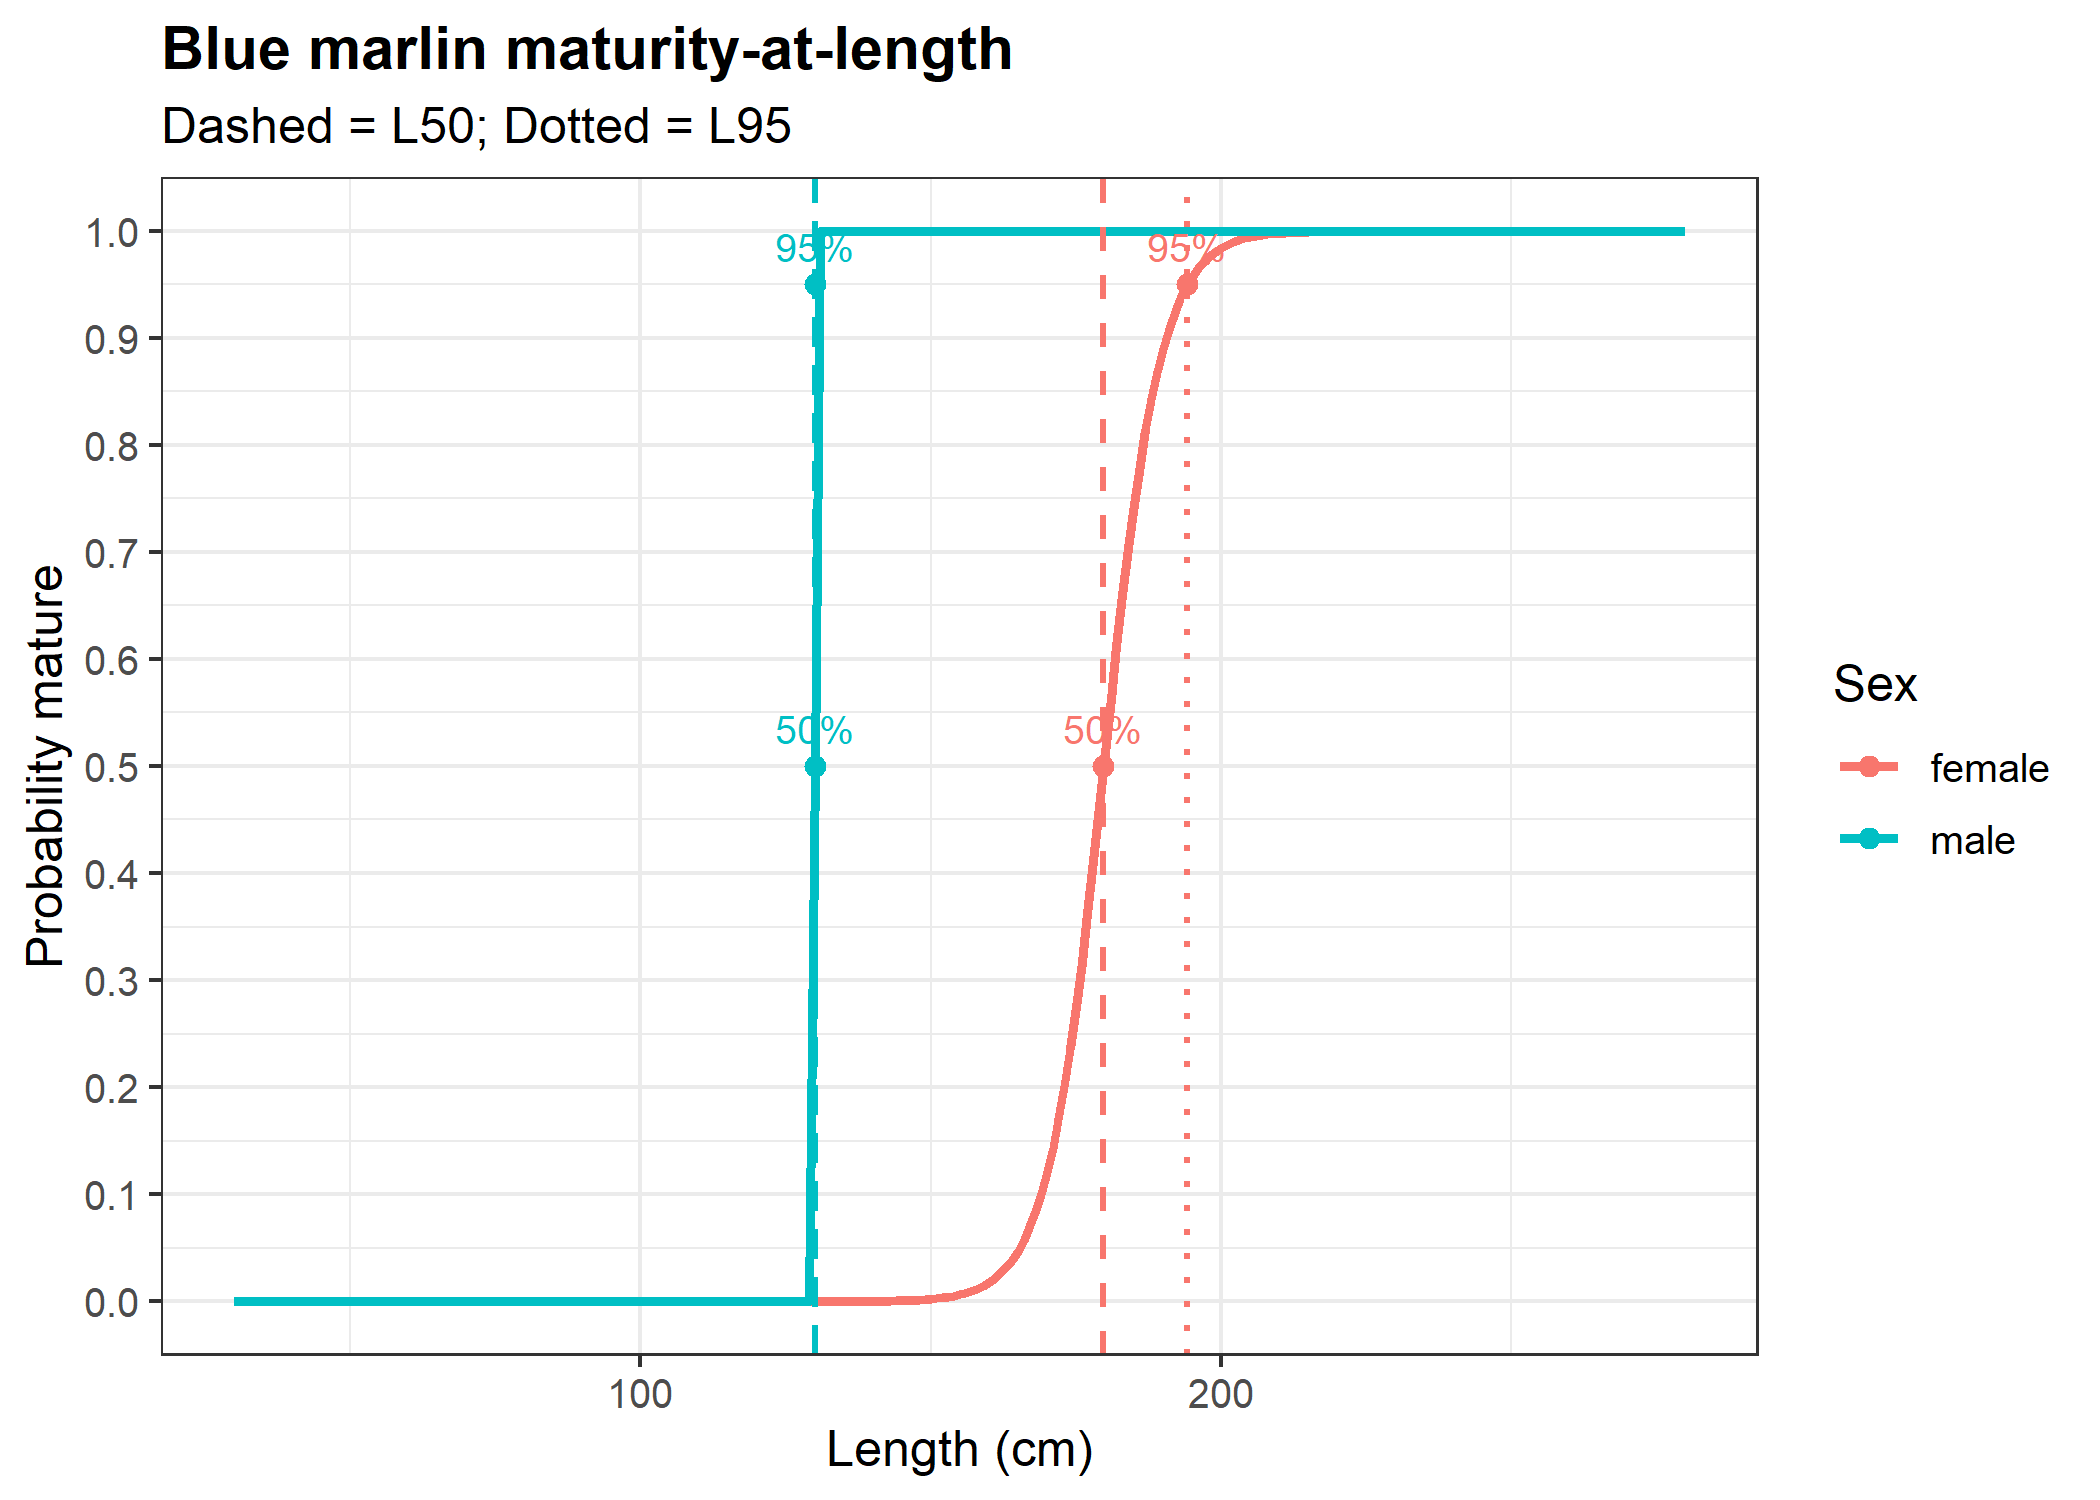 Blue marlin maturity-at-length
Dashed = L50; Dotted = L95
Probability mature
1.0
0.9
0.8
0.7
0.6
0.5
0.4
0.3
0.2
0.1
0.0
95%
95%
50%
50%
100
200
Length (cm)
Sex
female
male